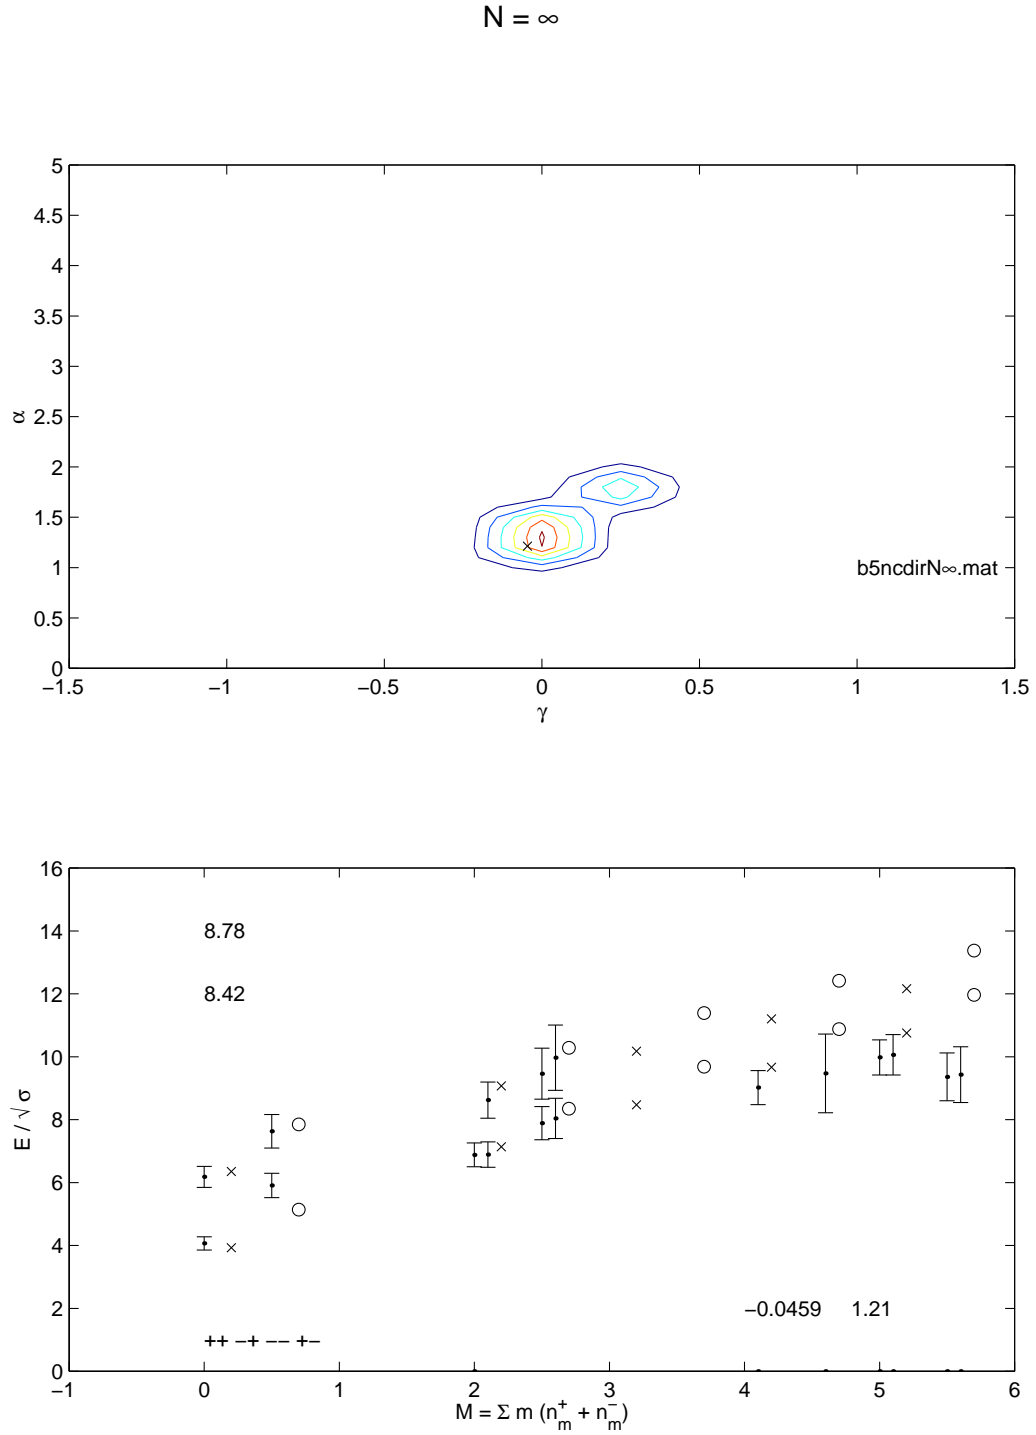 N = ∞
5
4.5
4
3.5
3
2.5
2
1.5
1
0.5
0
α
b5ncdirN∞.mat
−1.5 −1 −0.5 0 0.5 1 1.5
γ
16
14
12
10
8
6
4
2
0
E / √ σ
8.78
8.42
−0.0459 1.21
++ −+ −− +−
−1 0 1 2 3 4 5 6
M = Σ m (n_m^+ + n_m^−)